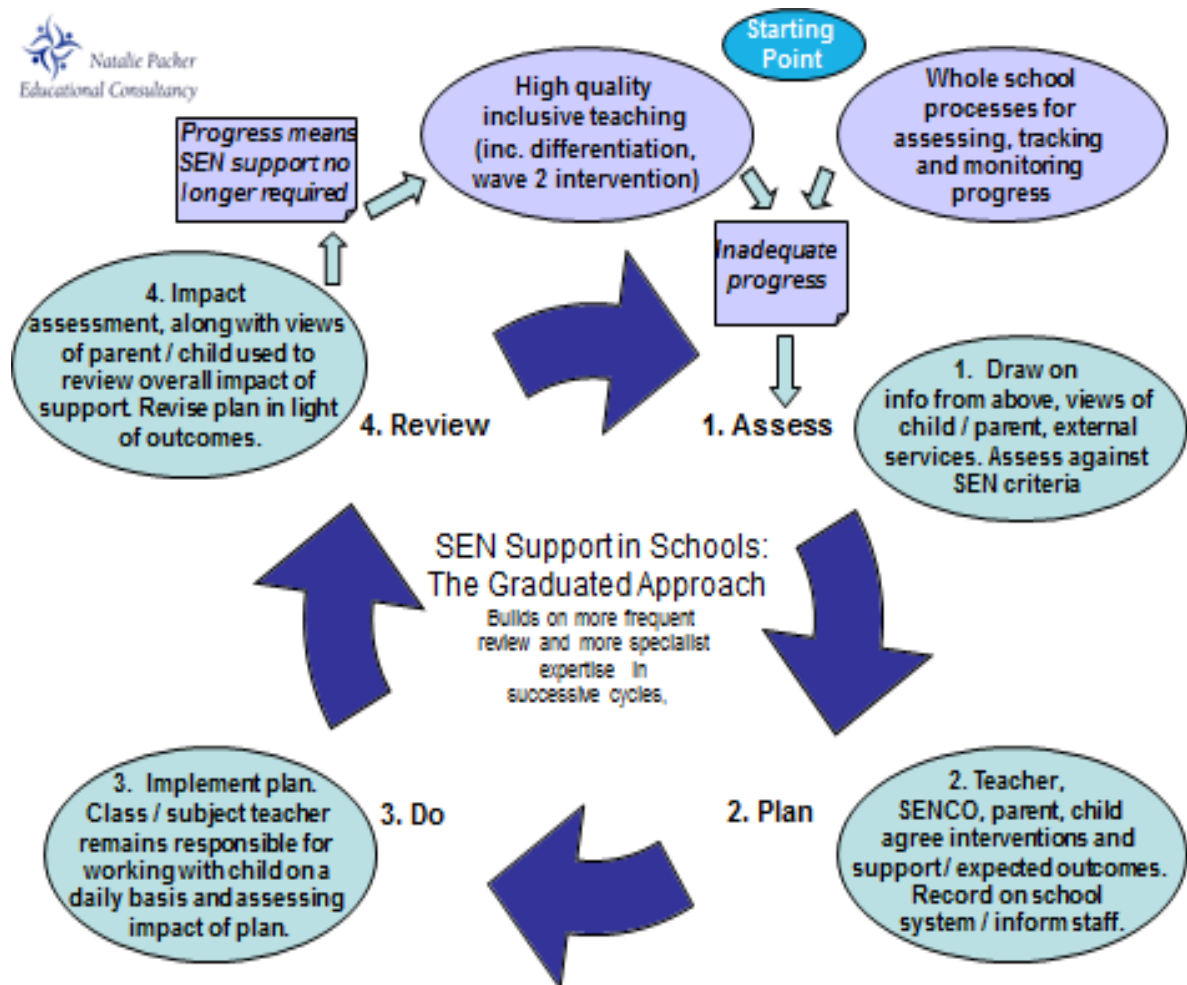 Natalie Packer
Educational Consultancy
Starting
Point
High quality
inclusive teaching
(inc. differentiation,
wave 2 intervention)
Whole school
processes for
assessing, tracking
and monitoring
progress
Progress means
SEN support no
longer required
Inadequate
progress
4. Impact
assessment, along with views
of parent / child used to
review overall impact of
support. Revise plan in light
of outcomes.
4. Review
1. Assess
1. Draw on
info from above, views of
child / parent, external
services. Assess against
SEN criteria
SEN Support in Schools:
The Graduated Approach
Builds on more frequent
review and more specialist
expertise in
successive cycles,
3. Implement plan.
Class / subject teacher
remains responsible for
working with child on a
daily basis and assessing
impact of plan.
3. Do
2. Plan
2. Teacher,
SENCO, parent, child
agree interventions and
support / expected outcomes.
Record on school
system / inform staff.